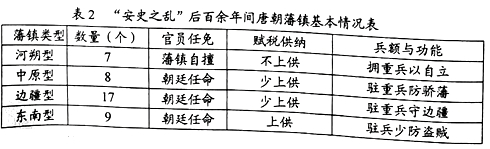 表2 “安史之乱”后百余年间唐朝藩镇基本情况表
藩镇类型 数量（个） 官员任免 赋税供纳 兵额与功能
河朔型 7 藩镇自擅 不上供 拥重兵以自立
中原型 8 朝廷任命 少上供 驻重兵防骄藩
边疆型 17 朝廷任命 少上供 驻重兵守边疆
东南型 9 朝廷任命 上供 驻兵少防盗贼